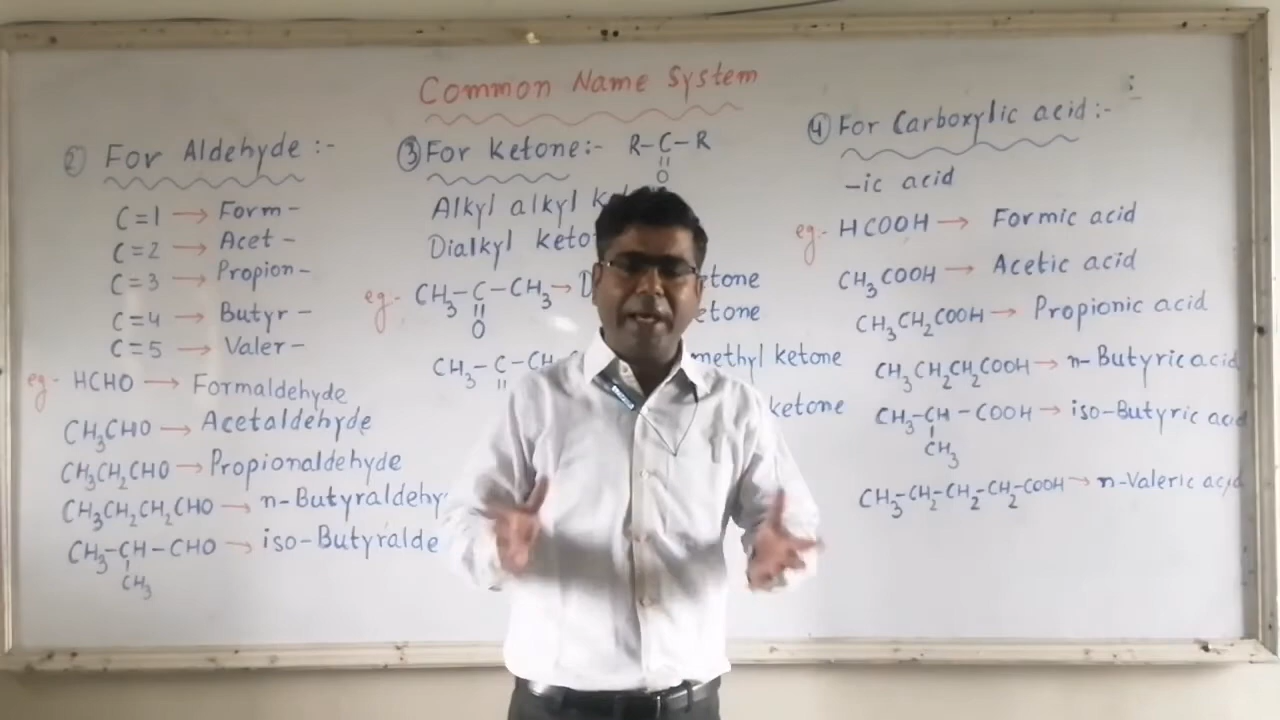 Common Name System
② For Aldehyde :-
C=1 → Form -
C=2 → Acet -
C=3 → Propion -
C=4 → Butyr -
C=5 → Valer -
eg- HCHO → Formaldehyde
CH₃CHO → Acetaldehyde
CH₃CH₂CHO → Propionaldehyde
CH₃CH₂CH₂CHO → n-Butyraldehy
CH₃-CH-CHO → iso-Butyralde
CH₃
③ For Ketone:- R-C-R
O
Alkyl alkyl k
Dialkyl keto
eg:- CH₃-C-CH₃→ D etone
O etone
CH₃-C-CH methyl ketone
ketone
④ For Carboxylic acid:-
-ic acid
eg:- HCOOH → Formic acid
CH₃COOH → Acetic acid
CH₃CH₂COOH → Propionic acid
CH₃CH₂CH₂COOH → n-Butyric acid
CH₃-CH-COOH → iso-Butyric acid
CH₃
CH₃-CH₂-CH₂-CH₂-COOH → n-Valeric acid